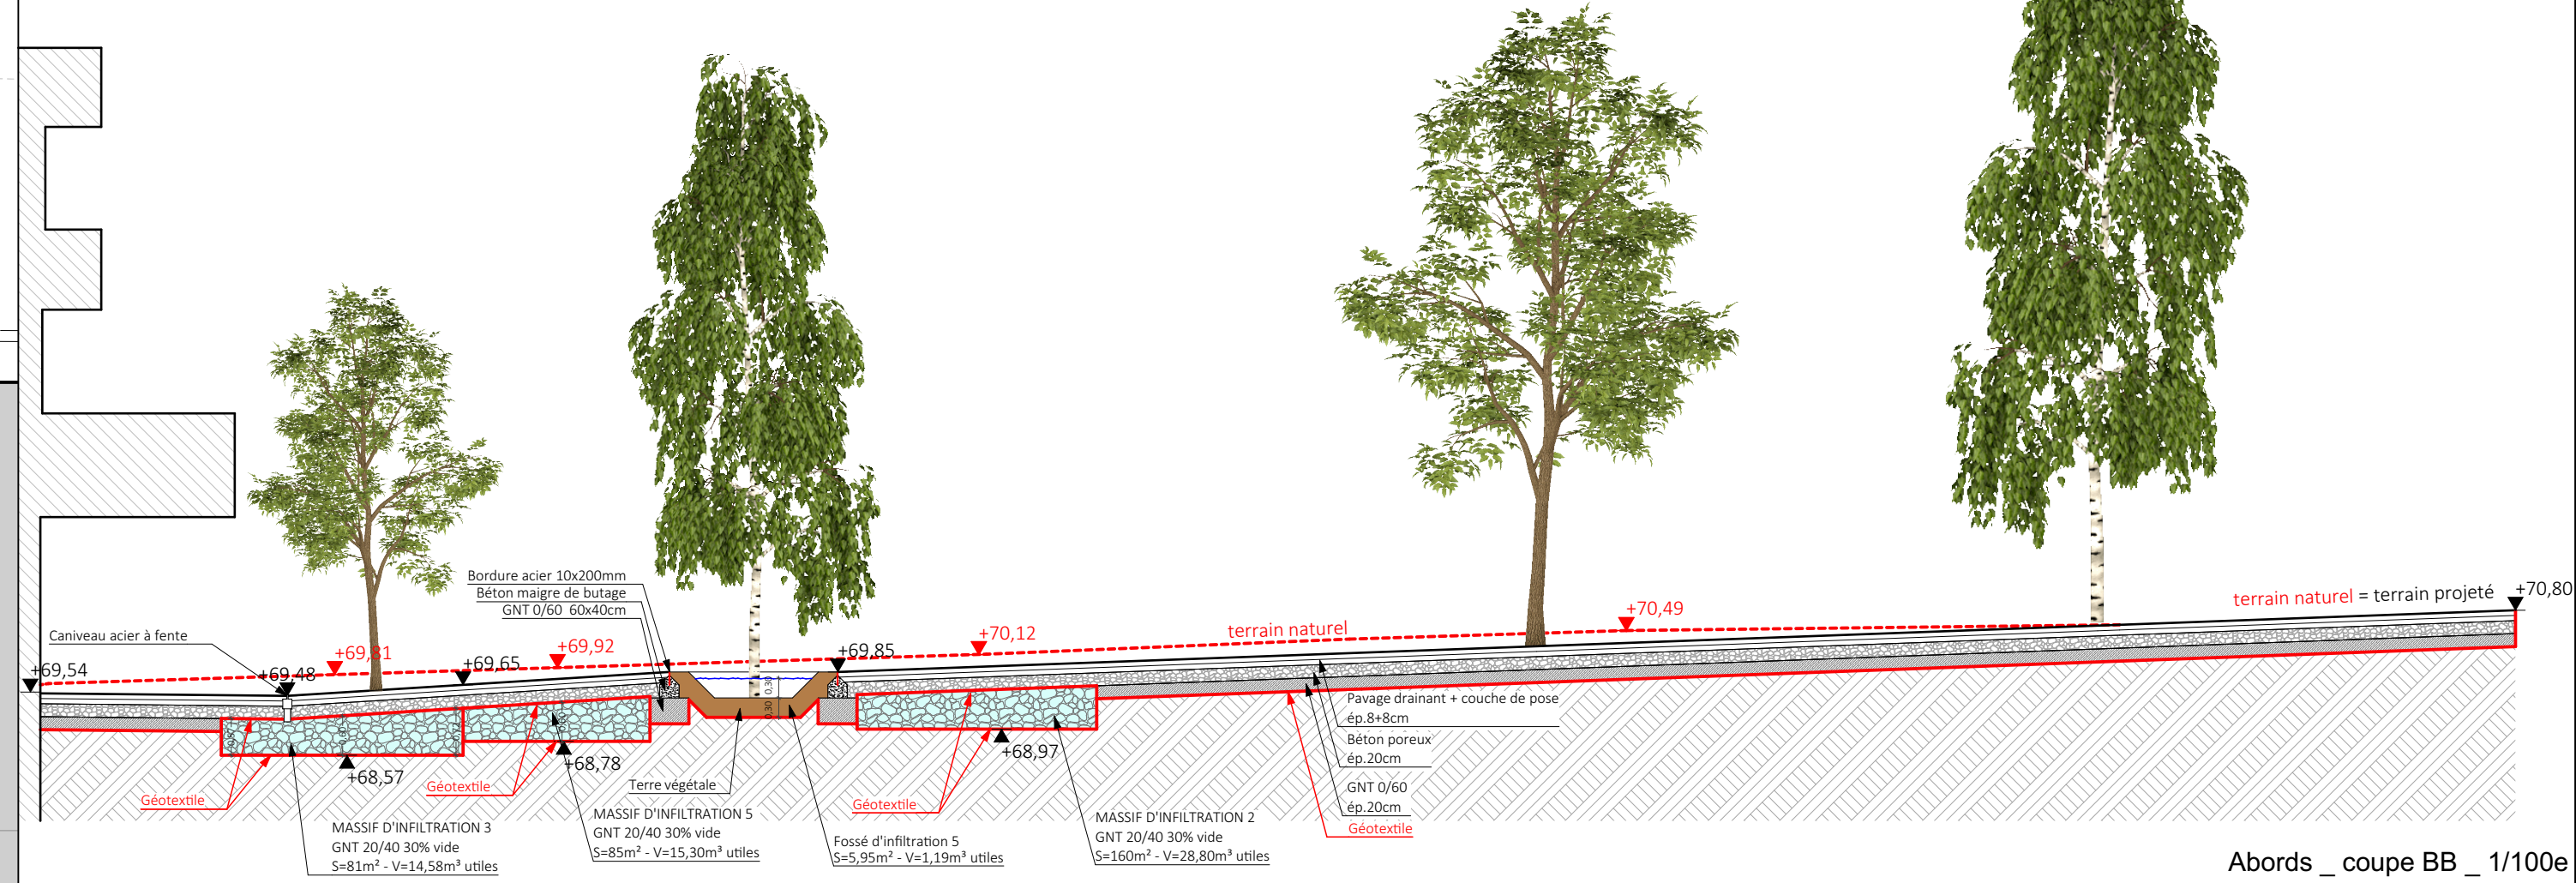 Bordure acier 10x200mm
Béton maigre de butage
GNT 0/60 60x40cm
Caniveau acier à fente
+69,54
+69,81
+69,48
+69,65
+69,92
+69,85
+70,12
terrain naturel
+70,49
terrain naturel = terrain projeté
+70,80
0,30
0,30
+68,57
+68,78
+68,97
Géotextile
Géotextile
Terre végétale
Géotextile
Pavage drainant + couche de pose
ép.8+8cm
Béton poreux
ép.20cm
GNT 0/60
ép.20cm
Géotextile
MASSIF D'INFILTRATION 3
GNT 20/40 30% vide
S=81m² - V=14,58m³ utiles
MASSIF D'INFILTRATION 5
GNT 20/40 30% vide
S=85m² - V=15,30m³ utiles
Fossé d'infiltration 5
S=5,95m² - V=1,19m³ utiles
MASSIF D'INFILTRATION 2
GNT 20/40 30% vide
S=160m² - V=28,80m³ utiles
Abords _ coupe BB _ 1/100e